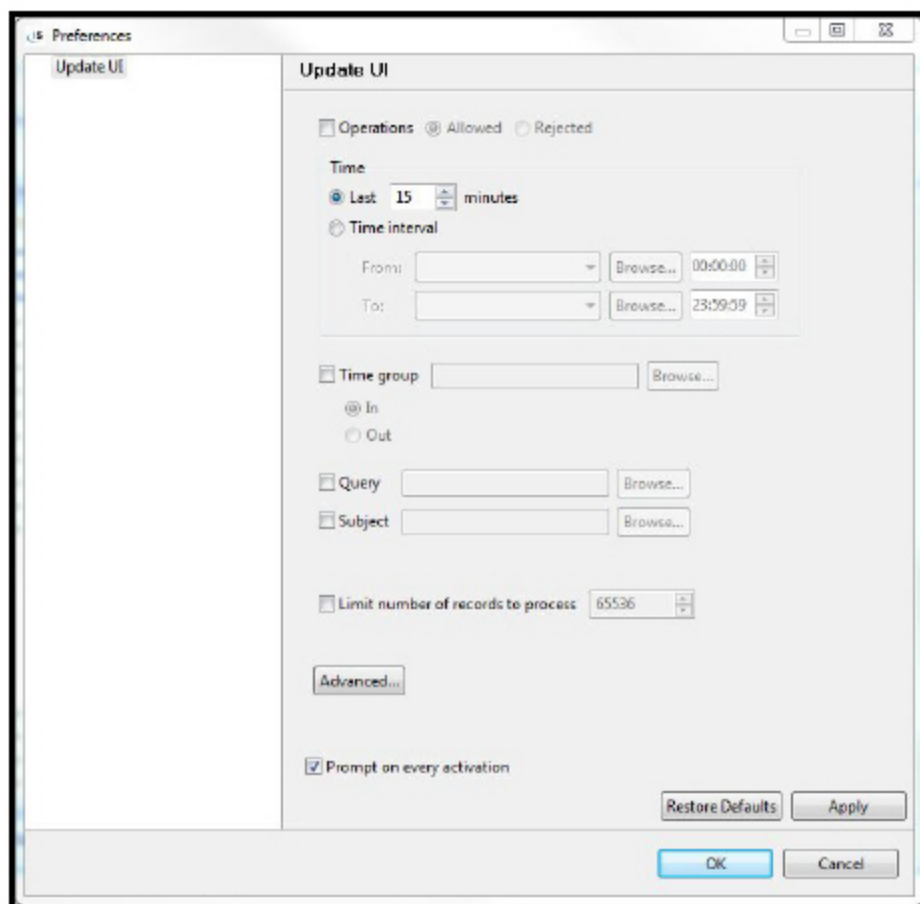 Preferences
Update UI
Update UI
Operations Allowed Rejected
Time
Last 15 minutes
Time interval
From: Browse... 00:00:00
To: Browse... 23:59:59
Time group Browse...
In
Out
Query Browse...
Subject Browse...
Limit number of records to process 65536
Advanced...
Prompt on every activation
Restore Defaults Apply
OK Cancel